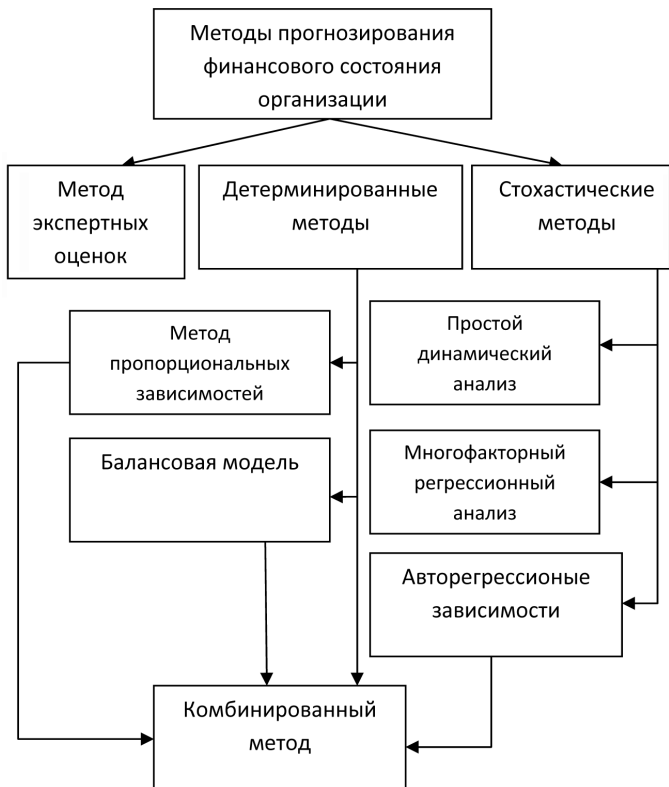 Методы прогнозирования
финансового состояния
организации
Метод
экспертных
оценок
Детерминированные
методы
Стохастические
методы
Метод
пропорциональных
зависимостей
Простой
динамический
анализ
Балансовая модель
Многофакторный
регрессионный
анализ
Авторегрессионые
зависимости
Комбинированный
метод